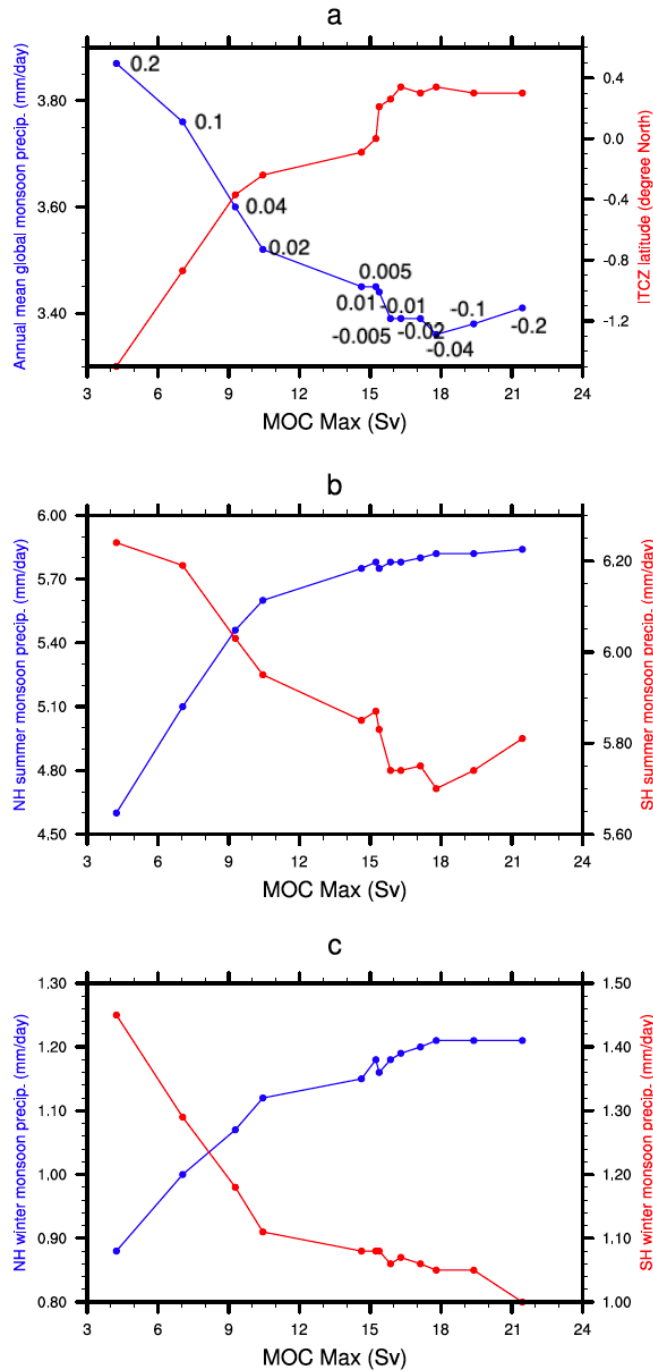 a
Annual mean global monsoon precip. (mm/day)
3.80
3.60
3.40
0.2
0.1
0.04
0.02
0.005
0.01
-0.01
-0.005
-0.02
-0.04
-0.1
-0.2
0.4
0.0
-0.4
-0.8
-1.2
ITCZ latitude (degree North)
3 6 9 12 15 18 21 24
MOC Max (Sv)
b
NH summer monsoon precip. (mm/day)
6.00
5.70
5.40
5.10
4.80
4.50
6.20
6.00
5.80
5.60
SH summer monsoon precip. (mm/day)
3 6 9 12 15 18 21 24
MOC Max (Sv)
c
NH winter monsoon precip. (mm/day)
1.30
1.20
1.10
1.00
0.90
0.80
1.50
1.40
1.30
1.20
1.10
1.00
SH winter monsoon precip. (mm/day)
3 6 9 12 15 18 21 24
MOC Max (Sv)